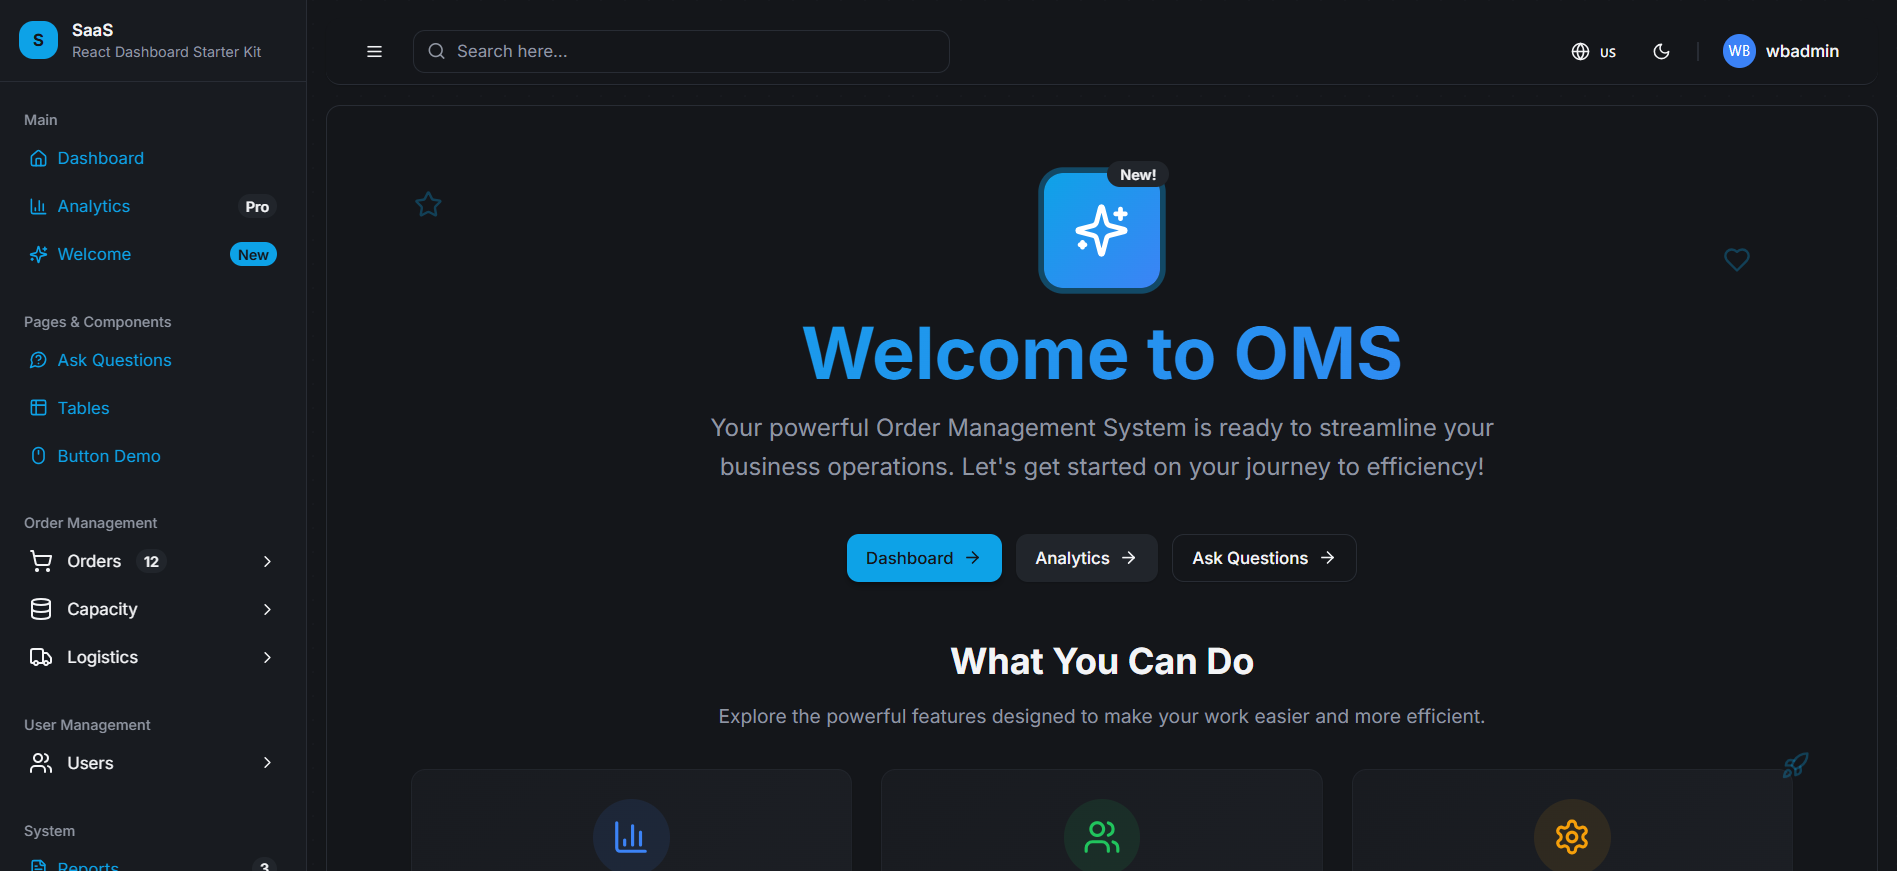 S
SaaS
React Dashboard Starter Kit
Main
Dashboard
Analytics Pro
Welcome New
Pages & Components
Ask Questions
Tables
Button Demo
Order Management
Orders 12
Capacity
Logistics
User Management
Users
System
Reports 3
Search here...
US
WB wbadmin
New!
Welcome to OMS
Your powerful Order Management System is ready to streamline your
business operations. Let's get started on your journey to efficiency!
Dashboard
Analytics
Ask Questions
What You Can Do
Explore the powerful features designed to make your work easier and more efficient.